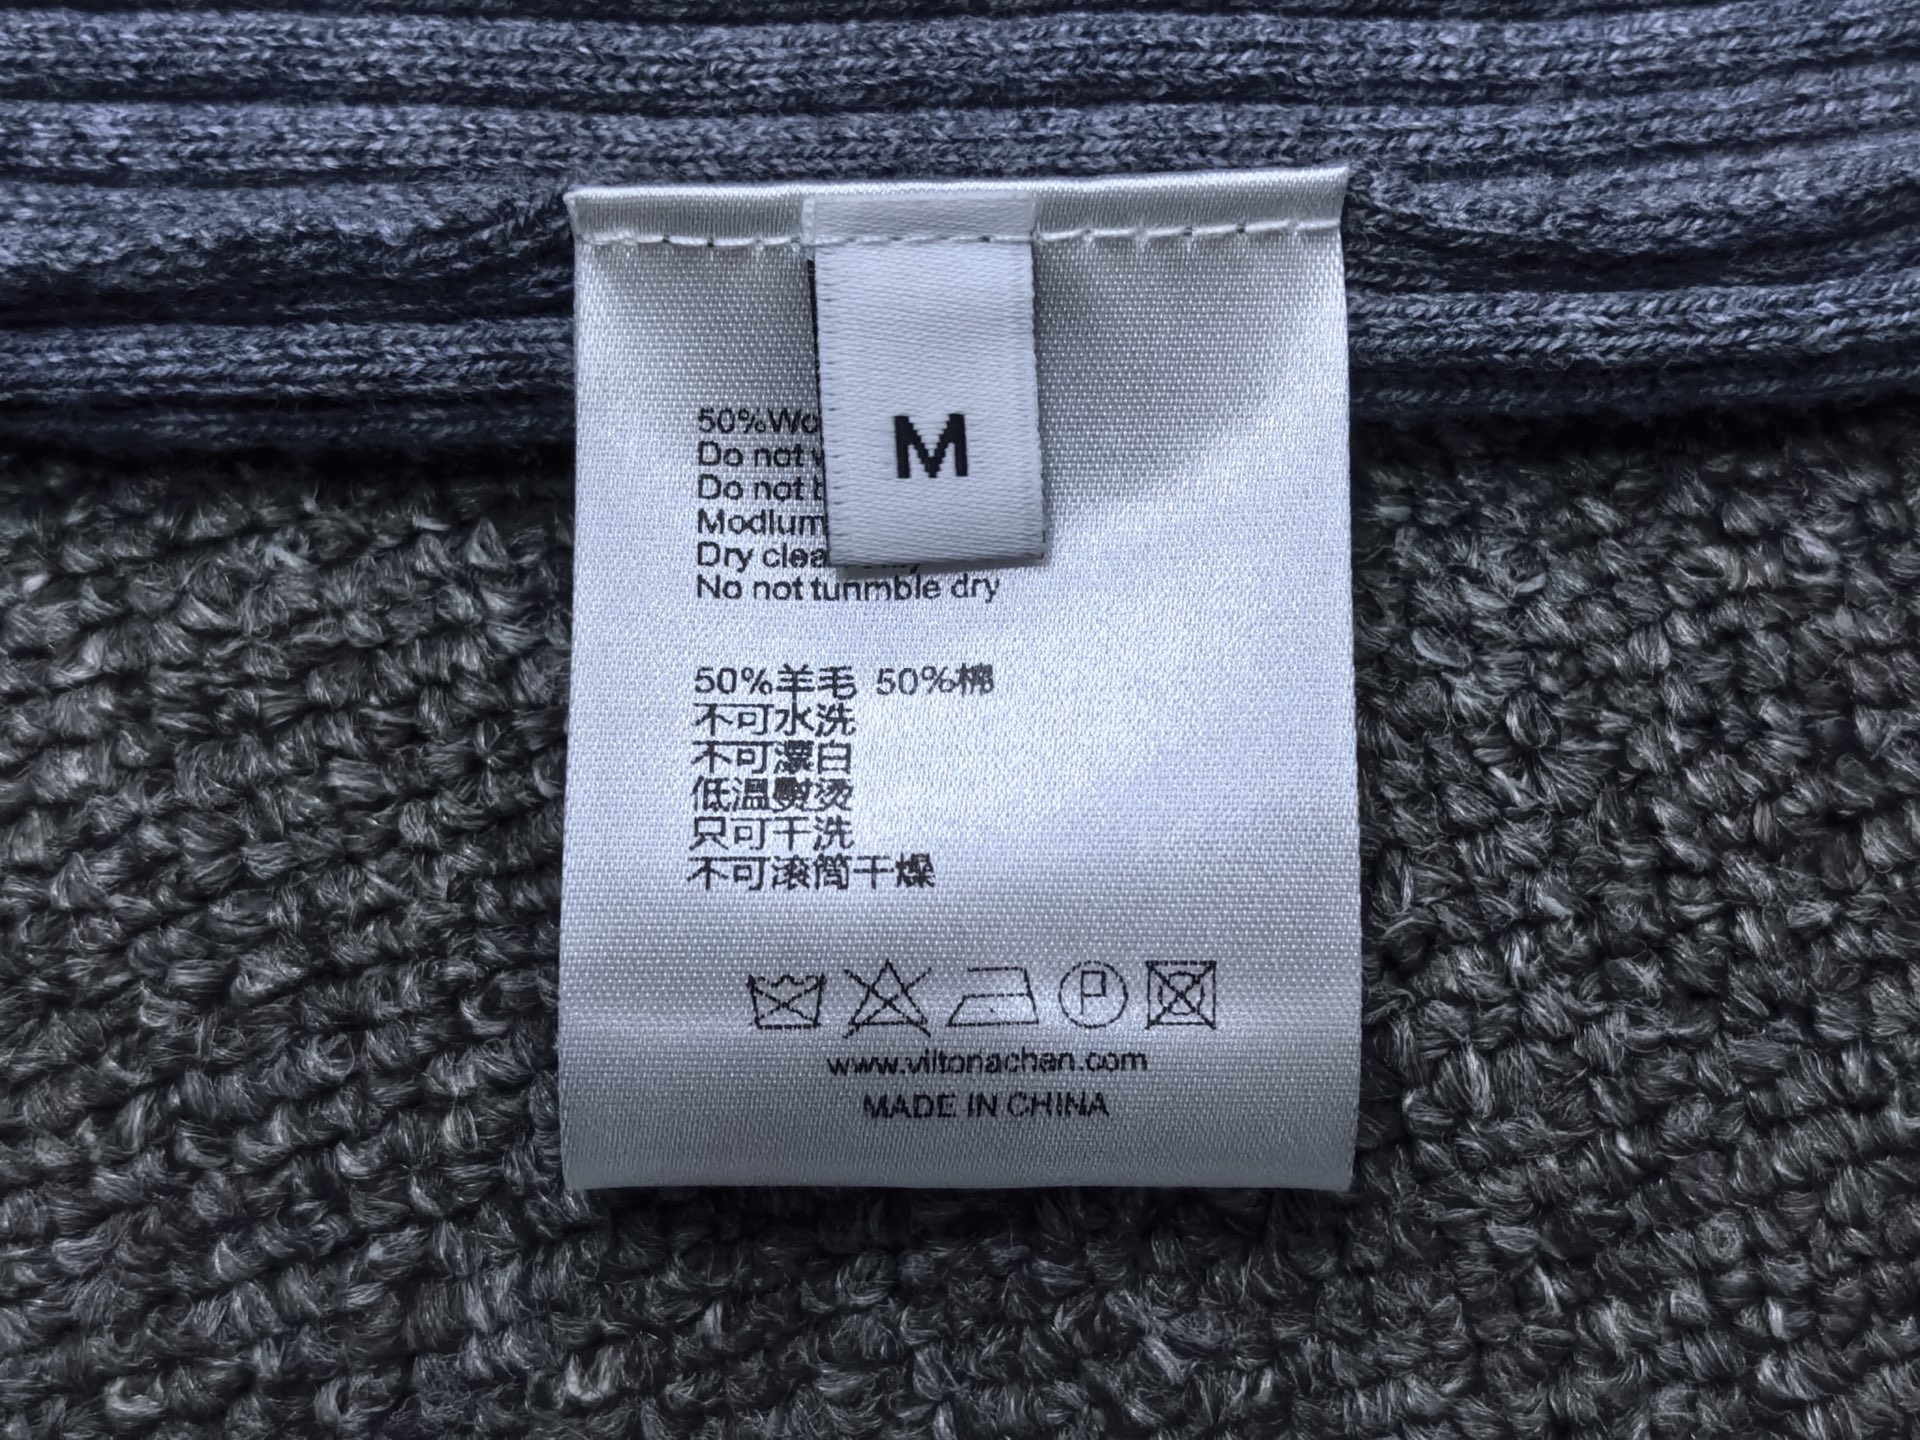 M
50%Wo
Do not
Do not
Modlum
Dry clea
No not tunmble dry
50%羊毛 50%棉
不可水洗
不可漂白
低溫熨烫
只可干洗
不可滚筒干燥
P
www.viltonachan.com
MADE IN CHINA